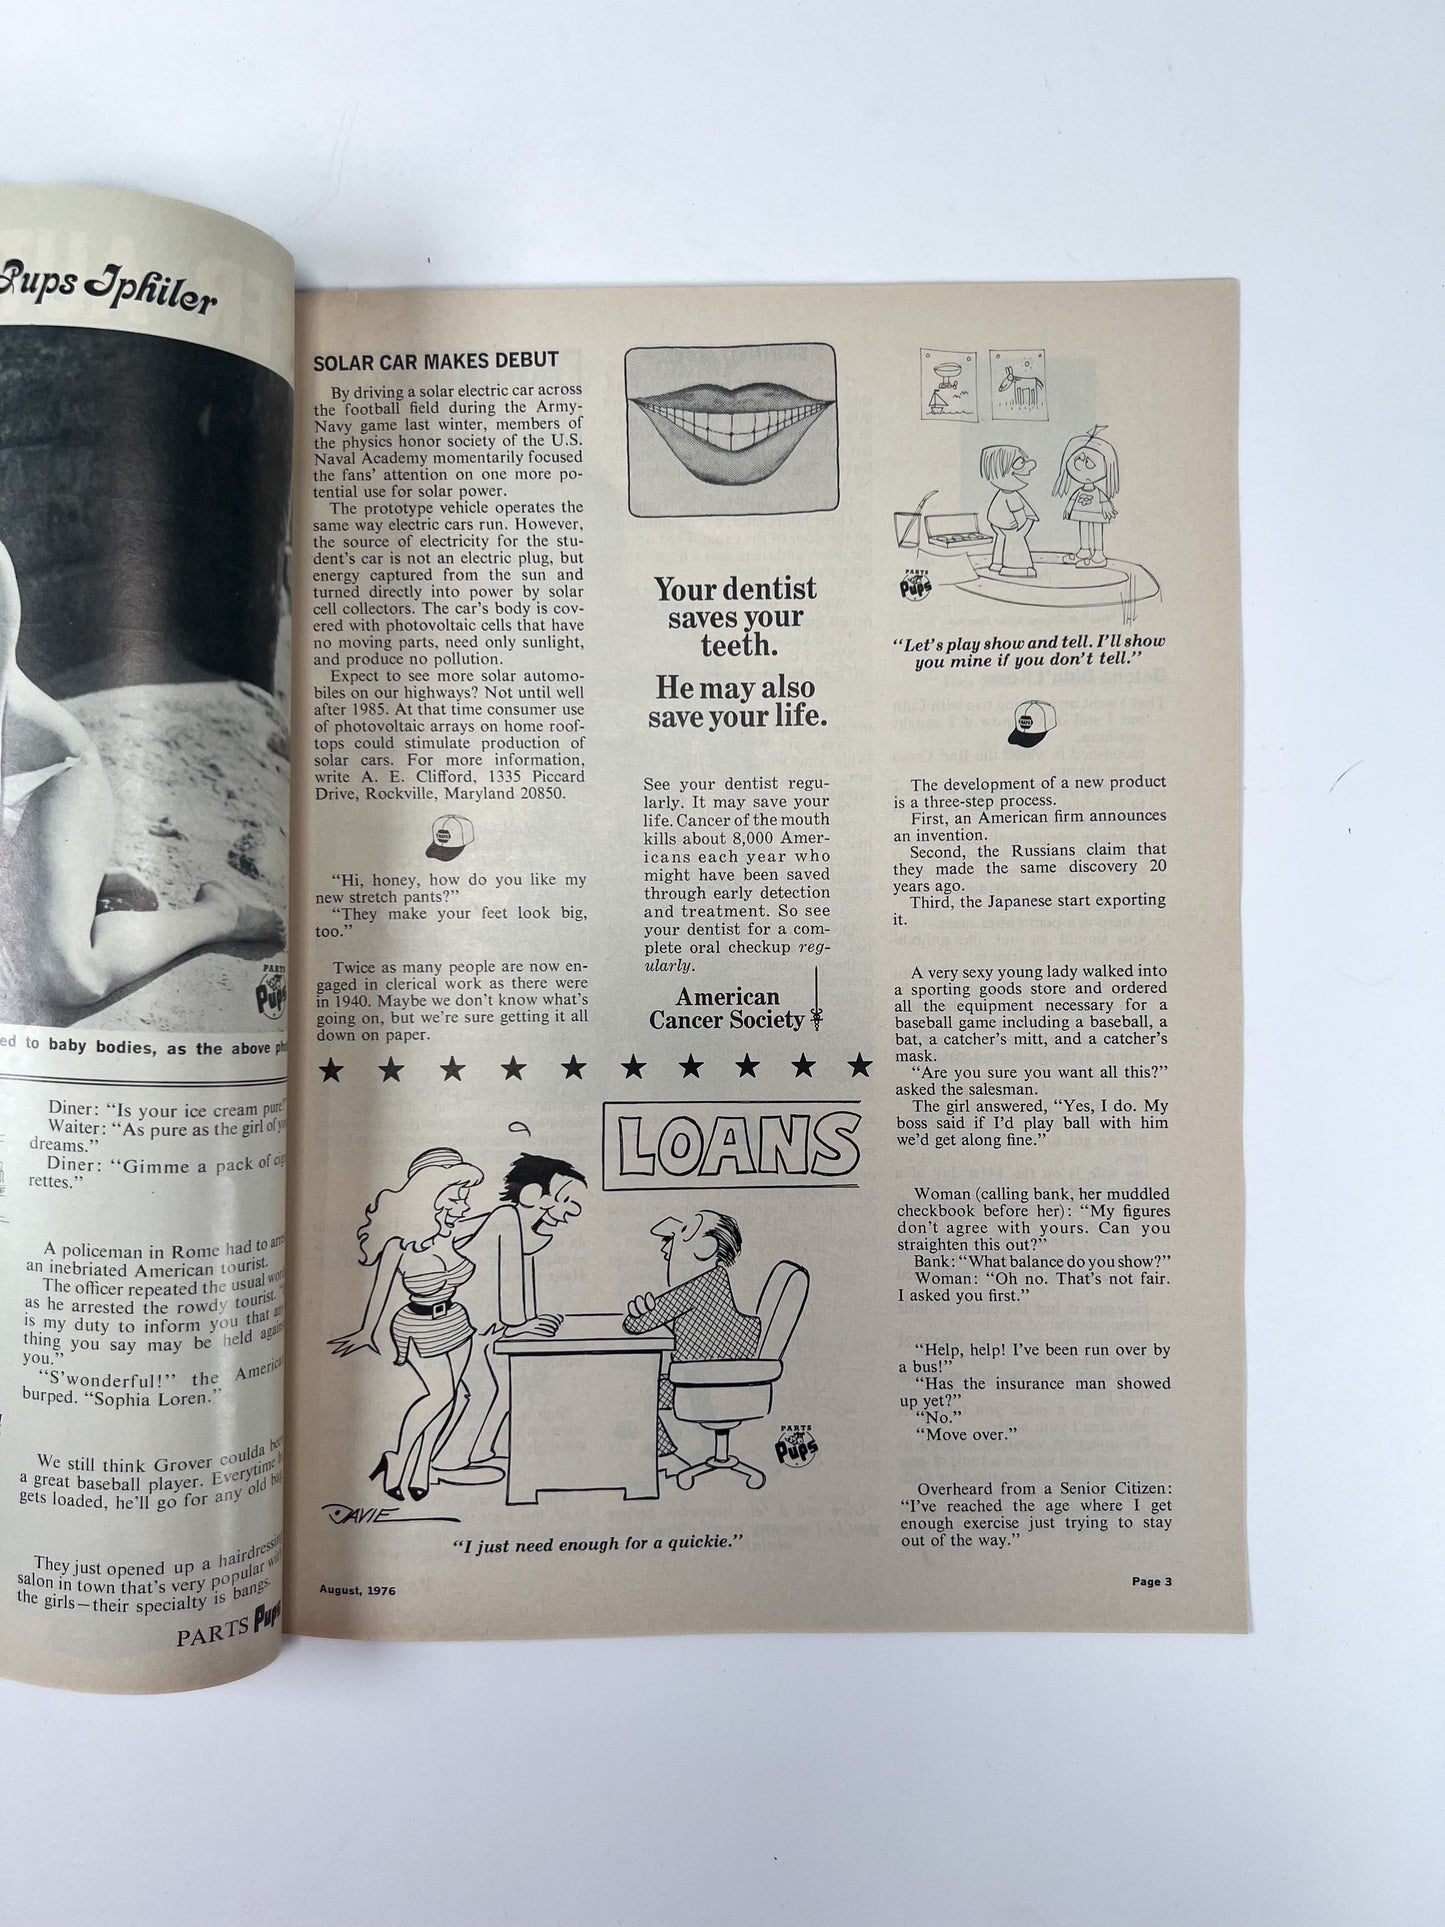 Pups Iphiler
ed to baby bodies, as the above
Diner: “Is your ice cream pure?”
Waiter: “As pure as the girl of
dreams.”
Diner: “Gimme a pack of
rettes.”
A policeman in Rome had to
an inebriated American tourist.
The officer repeated the usual
as he arrested the rowdy tourist.
is my duty to inform you that
thing you say may be held
you.”
“S’wonderful!” the
burped. “Sophia Loren.”
We still think Grover coulda
a great baseball player. Everytime
gets loaded, he’ll go for any old
They just opened up a hairdressing
salon in town that’s very popular with
the girls—their specialty is bangs.
PARTS Pups
PARTS
Pups
SOLAR CAR MAKES DEBUT
By driving a solar electric car across
the football field during the Army-
Navy game last winter, members of
the physics honor society of the U.S.
Naval Academy momentarily focused
the fans’ attention on one more po-
tential use for solar power.
The prototype vehicle operates the
same way electric cars run. However,
the source of electricity for the stu-
dent’s car is not an electric plug, but
energy captured from the sun and
turned directly into power by solar
cell collectors. The car’s body is cov-
ered with photovoltaic cells that have
no moving parts, need only sunlight,
and produce no pollution.
Expect to see more solar automo-
biles on our highways? Not until well
after 1985. At that time consumer use
of photovoltaic arrays on home roof-
tops could stimulate production of
solar cars. For more information,
write A. E. Clifford, 1335 Piccard
Drive, Rockville, Maryland 20850.
“Hi, honey, how do you like my
new stretch pants?”
“They make your feet look big,
too.”
Twice as many people are now en-
gaged in clerical work as there were
in 1940. Maybe we don’t know what’s
going on, but we’re sure getting it all
down on paper.
Your dentist
saves your
teeth.
He may also
save your life.
See your dentist regu-
larly. It may save your
life. Cancer of the mouth
kills about 8,000 Amer-
icans each year who
might have been saved
through early detection
and treatment. So see
your dentist for a com-
plete oral checkup reg-
ularly.
American
Cancer Society
PARTS
Pups
“Let’s play show and tell. I’ll show
you mine if you don’t tell.”
The development of a new product
is a three-step process.
First, an American firm announces
an invention.
Second, the Russians claim that
they made the same discovery 20
years ago.
Third, the Japanese start exporting
it.
A very sexy young lady walked into
a sporting goods store and ordered
all the equipment necessary for a
baseball game including a baseball, a
bat, a catcher’s mitt, and a catcher’s
mask.
“Are you sure you want all this?”
asked the salesman.
The girl answered, “Yes, I do. My
boss said if I’d play ball with him
we’d get along fine.”
Woman (calling bank, her muddled
checkbook before her): “My figures
don’t agree with yours. Can you
straighten this out?”
Bank: “What balance do you show?”
Woman: “Oh no. That’s not fair.
I asked you first.”
“Help, help! I’ve been run over by
a bus!”
“Has the insurance man showed
up yet?”
“No.”
“Move over.”
Overheard from a Senior Citizen:
“I’ve reached the age where I get
enough exercise just trying to stay
out of the way.”
LOANS
PARTS
Pups
DAVIE
“I just need enough for a quickie.”
August, 1976
Page 3